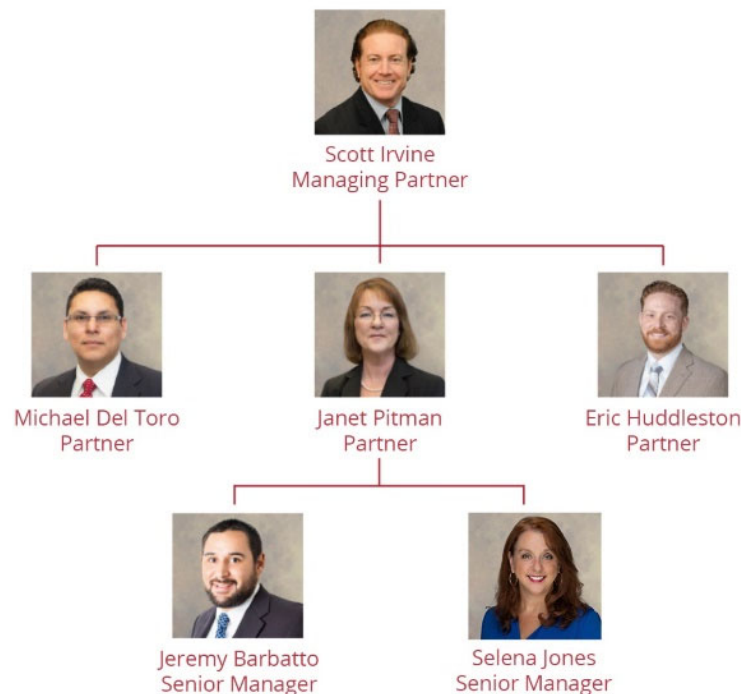 Scott Irvine
Managing Partner
Michael Del Toro
Partner
Janet Pitman
Partner
Eric Huddleston
Partner
Jeremy Barbatto
Senior Manager
Selena Jones
Senior Manager